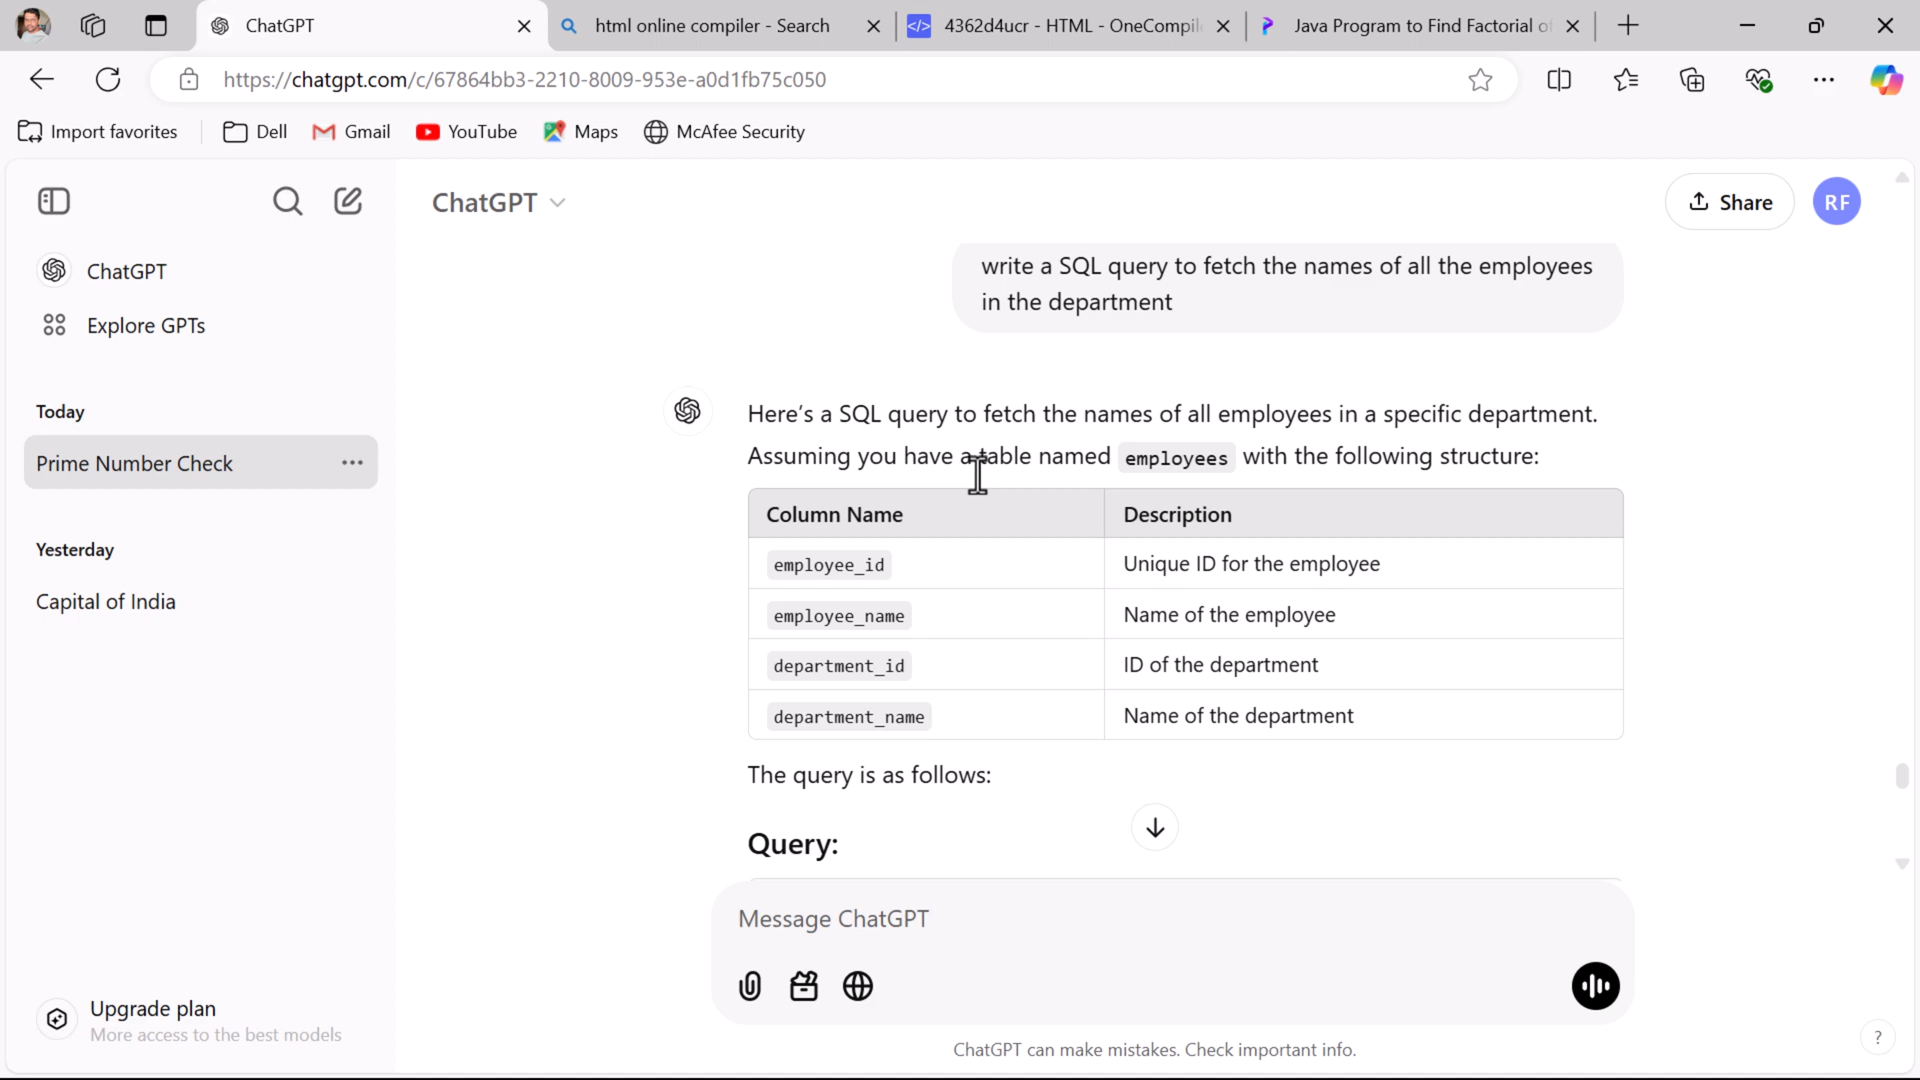 ChatGPT
html online compiler - Search
4362d4ucr - HTML - OneCompil
Java Program to Find Factorial of
https://chatgpt.com/c/67864bb3-2210-8009-953e-a0d1fb75c050
Import favorites
Dell
Gmail
YouTube
Maps
McAfee Security
ChatGPT
Share
RF
ChatGPT
Explore GPTs
Today
Prime Number Check
Yesterday
Capital of India
Upgrade plan
More access to the best models
write a SQL query to fetch the names of all the employees
in the department
Here's a SQL query to fetch the names of all employees in a specific department.
Assuming you have a table named employees with the following structure:
Column Name Description
employee_id Unique ID for the employee
employee_name Name of the employee
department_id ID of the department
department_name Name of the department
The query is as follows:
Query:
Message ChatGPT
ChatGPT can make mistakes. Check important info.
?